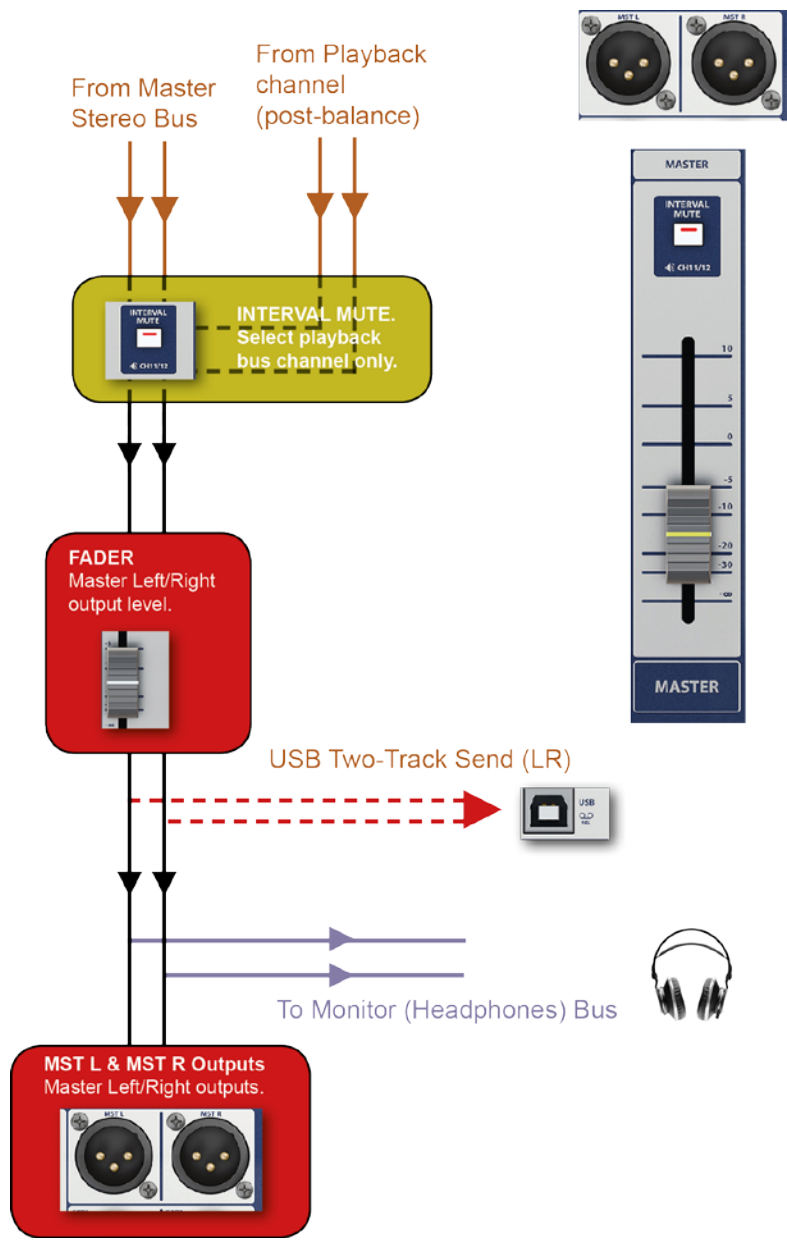 From Master
Stereo Bus
From Playback
channel
(post-balance)
MST L
MST R
MASTER
INTERVAL
MUTE
CH11/12
10
5
0
-5
-10
-20
-30
-∞
MASTER
INTERVAL
MUTE
CH11/12
INTERVAL MUTE.
Select playback
bus channel only.
FADER
Master Left/Right
output level.
USB Two-Track Send (LR)
USB
To Monitor (Headphones) Bus
MST L & MST R Outputs
Master Left/Right outputs.
MST L
MST R